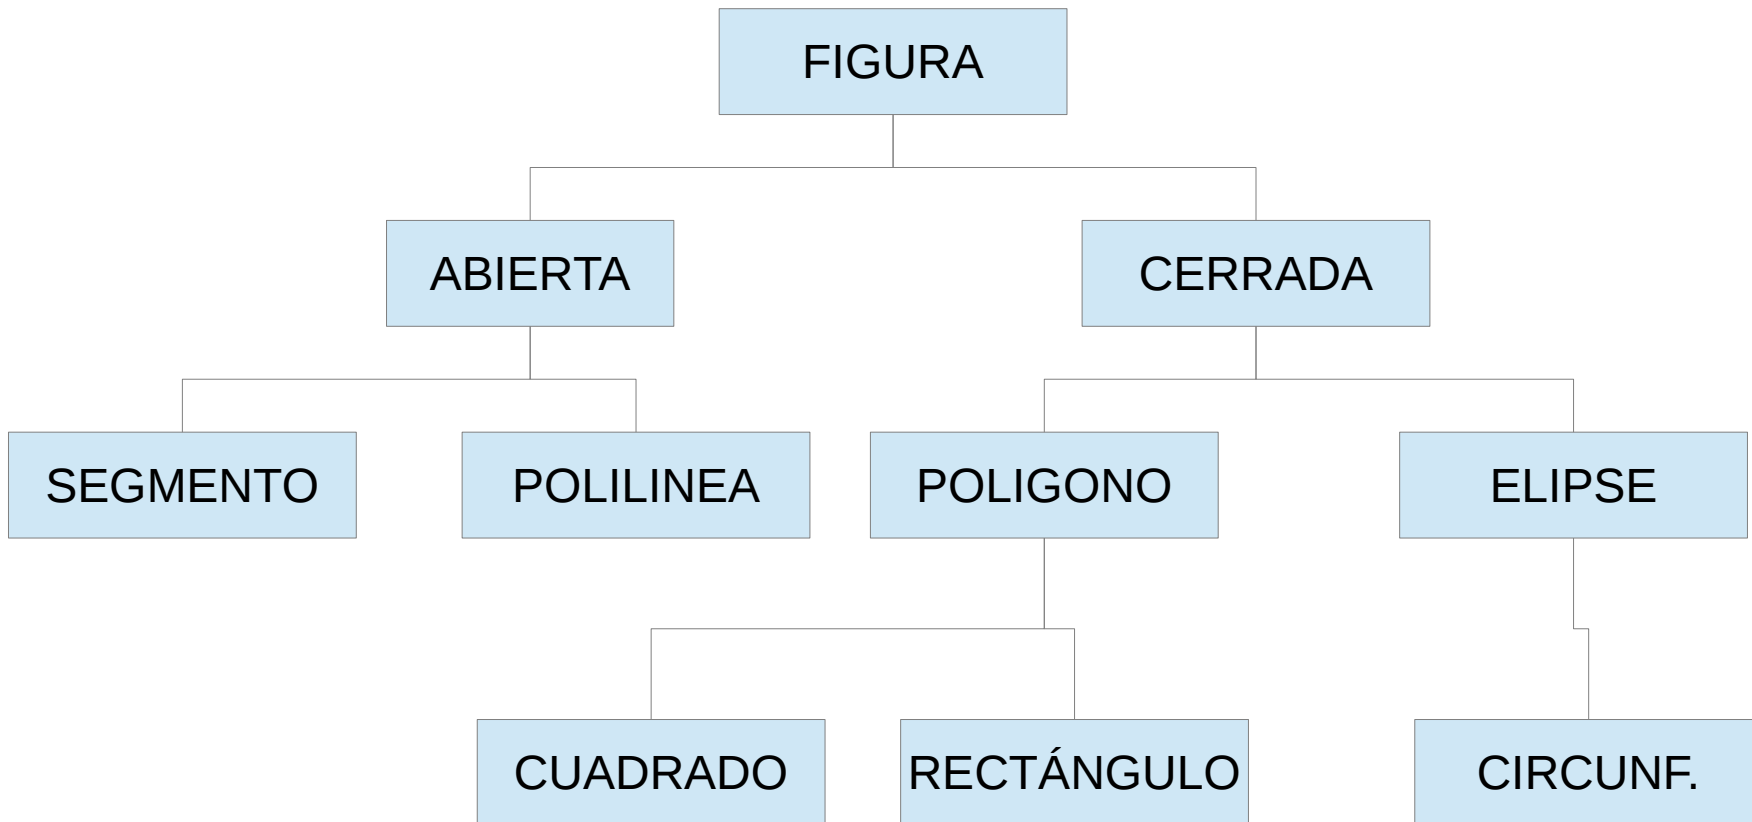 FIGURA
ABIERTA
CERRADA
SEGMENTO
POLILINEA
POLIGONO
ELIPSE
CUADRADO
RECTÁNGULO
CIRCUNF.